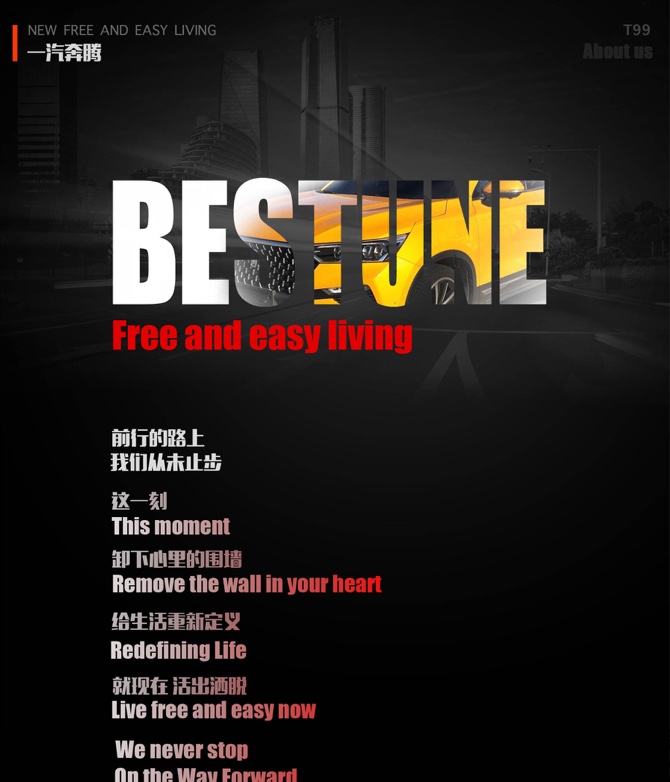 NEW FREE AND EASY LIVING
T99
一汽奔腾
About us
BESTUNE
Free and easy living
前行的路上
我们从未止步
这一刻
This moment
卸下心里的围墙
Remove the wall in your heart
给生活重新定义
Redefining Life
就现在 活出洒脱
Live free and easy now
We never stop
On the Way Forward